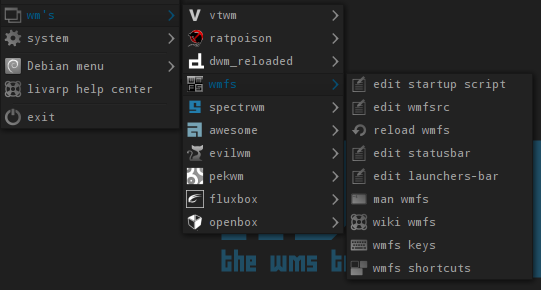 wm's
system
Debian menu
livarp help center
exit
vtwm
ratpoison
dwm_reloaded
wmfs
spectrwm
awesome
evilwm
pekwm
fluxbox
openbox
edit startup script
edit wmfsrc
reload wmfs
edit statusbar
edit launchers-bar
man wmfs
wiki wmfs
wmfs keys
wmfs shortcuts
the wms